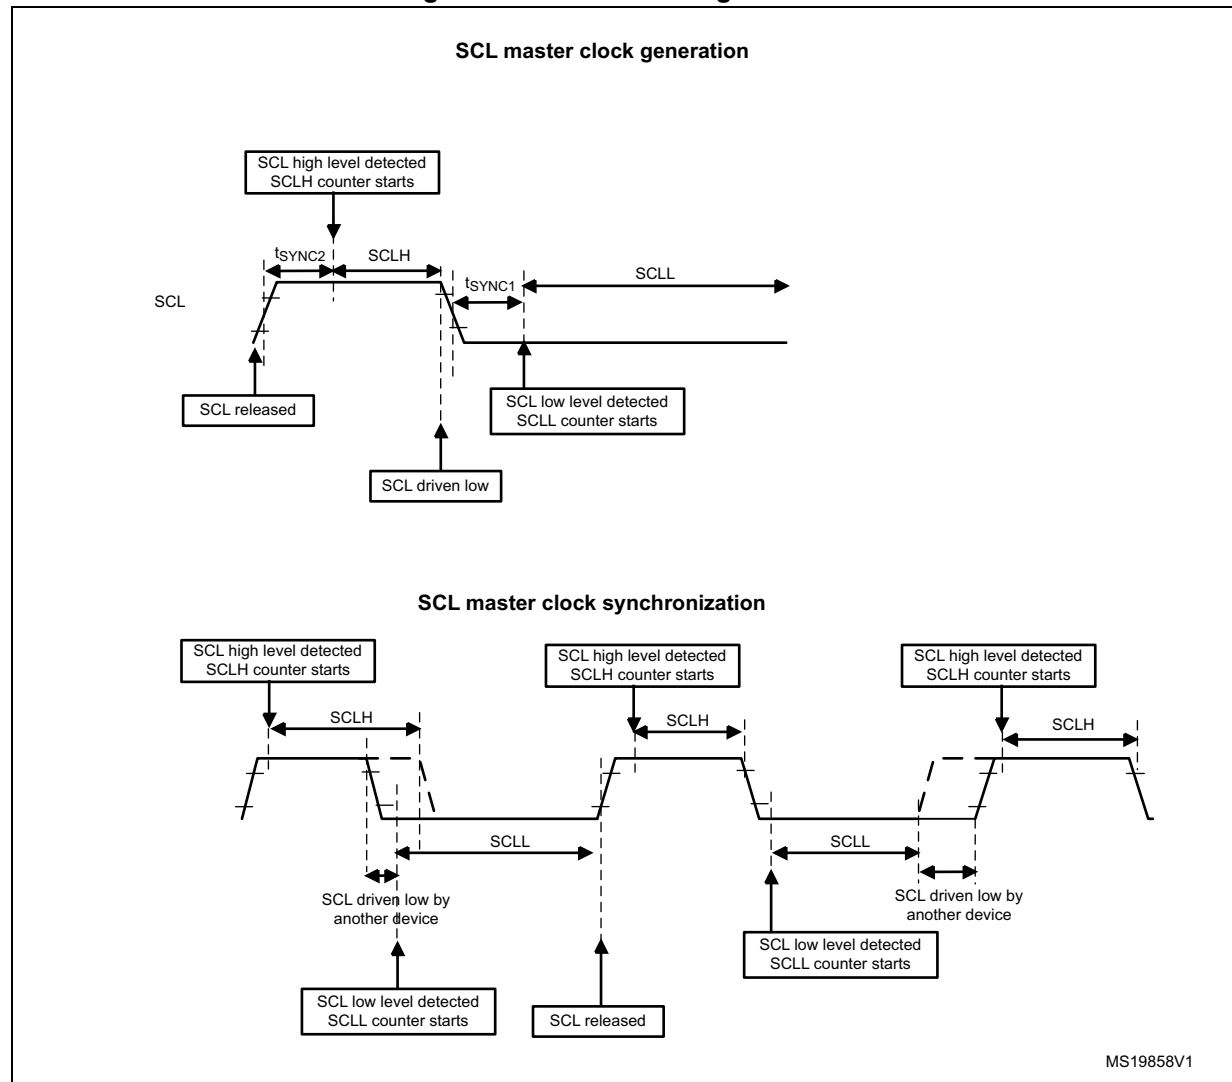 SCL master clock generation
SCL high level detected
SCLH counter starts
tSYNC2
SCLH
SCLL
tSYNC1
SCL
SCL released
SCL low level detected
SCLL counter starts
SCL driven low
SCL master clock synchronization
SCL high level detected
SCLH counter starts
SCL high level detected
SCLH counter starts
SCL high level detected
SCLH counter starts
SCLH
SCLH
SCLH
SCLL
SCLL
SCL driven low by
another device
SCL driven low by
another device
SCL low level detected
SCLL counter starts
SCL low level detected
SCLL counter starts
SCL released
MS19858V1